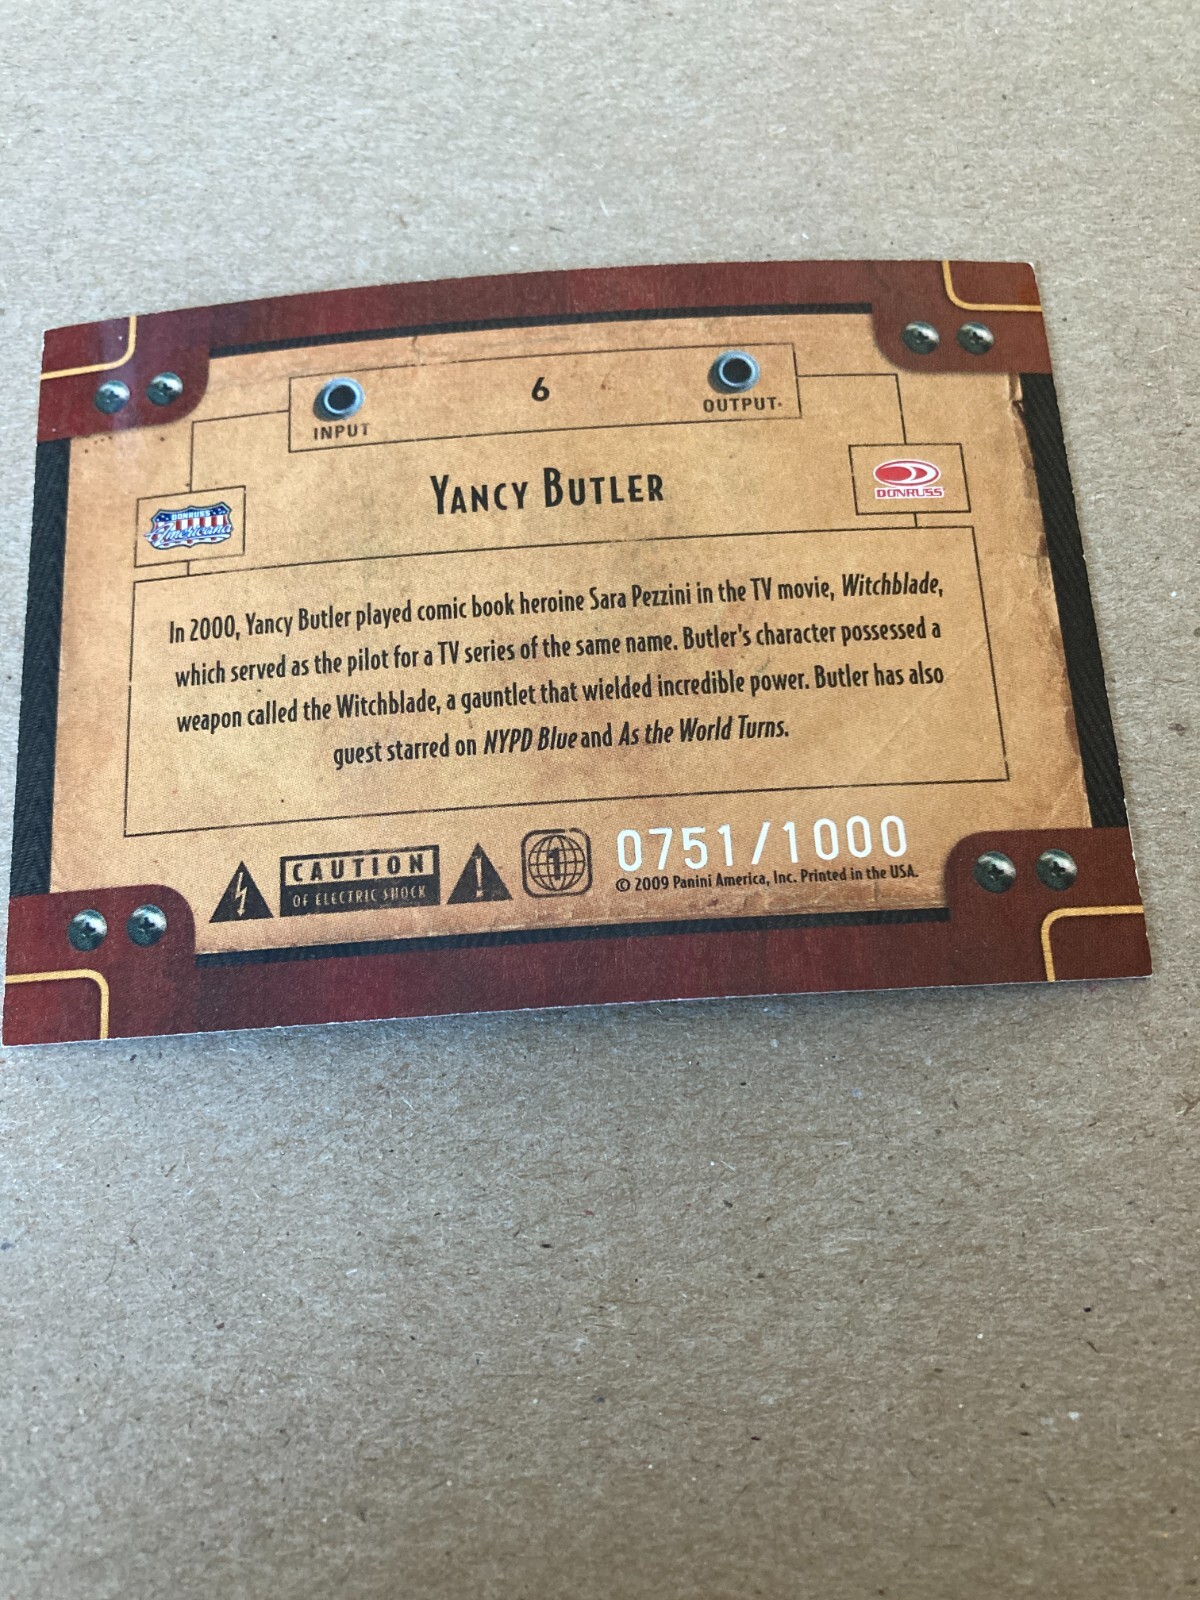 6
INPUT
OUTPUT
YANCY BUTLER
DONRUSS
DONRUSS
Americana
In 2000, Yancy Butler played comic book heroine Sara Pezzini in the TV movie, Witchblade,
which served as the pilot for a TV series of the same name. Butler's character possessed a
weapon called the Witchblade, a gauntlet that wielded incredible power. Butler has also
guest starred on NYPD Blue and As the World Turns.
CAUTION
OF ELECTRIC SHOCK
1
0751/1000
© 2009 Panini America, Inc. Printed in the USA.